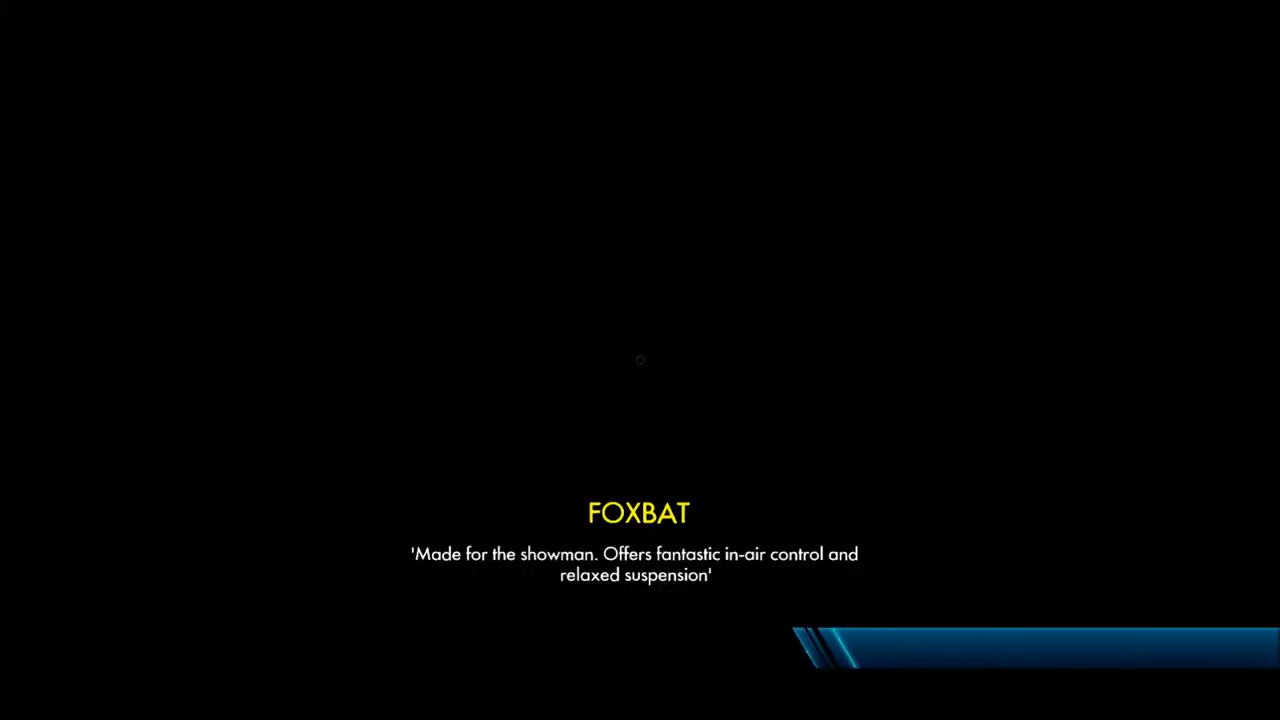 FOXBAT
'Made for the showman. Offers fantastic in-air control and
relaxed suspension'